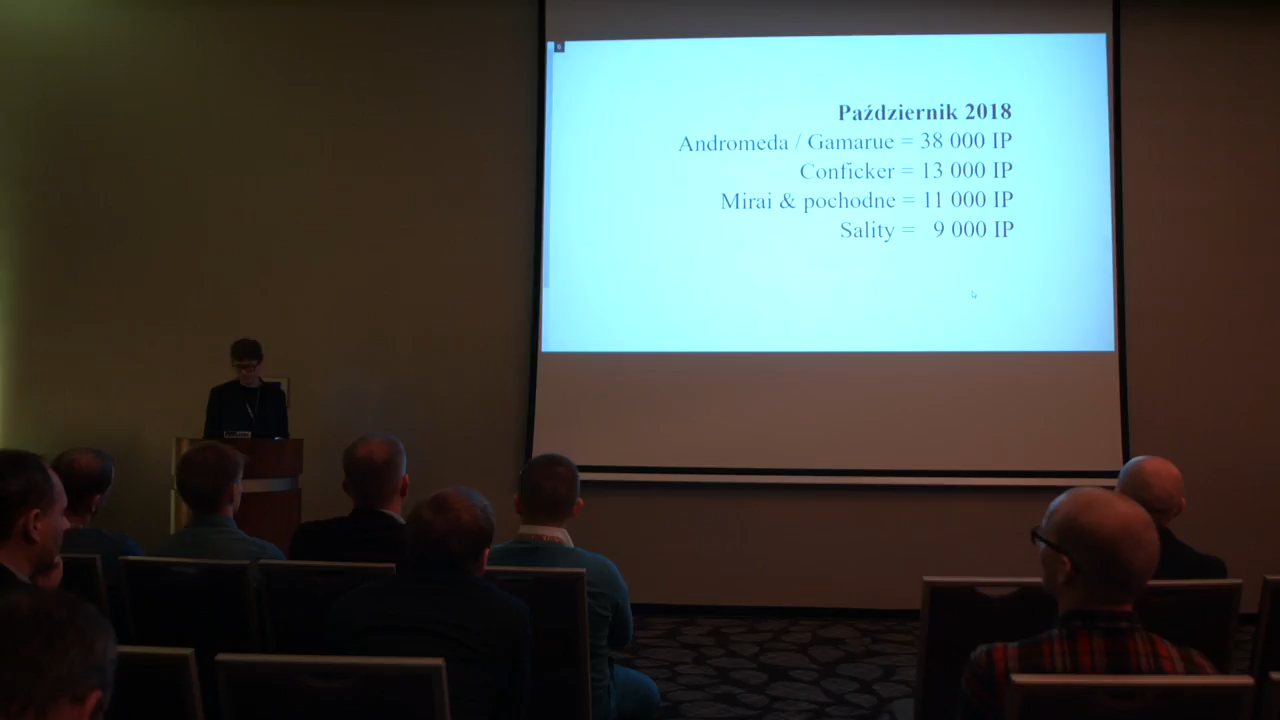 Październik 2018
Andromeda / Gamarue = 38 000 IP
Conficker = 13 000 IP
Mirai & pochodne = 11 000 IP
Sality = 9 000 IP